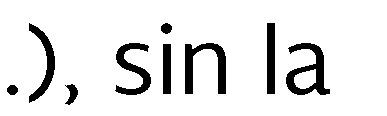 .), sin la